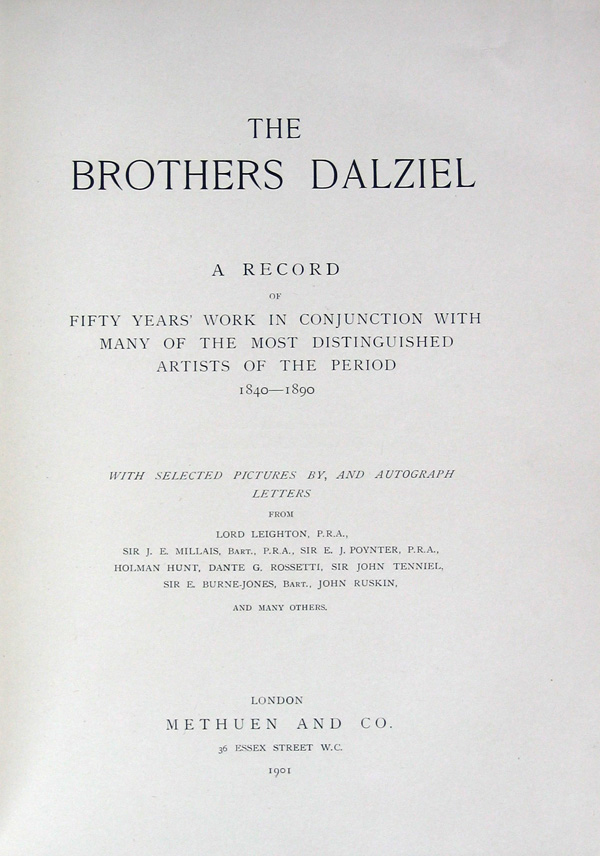 THE
BROTHERS DALZIEL
A RECORD
OF
FIFTY YEARS' WORK IN CONJUNCTION WITH
MANY OF THE MOST DISTINGUISHED
ARTISTS OF THE PERIOD
1840—1890
WITH SELECTED PICTURES BY, AND AUTOGRAPH
LETTERS
FROM
LORD LEIGHTON, P.R.A.,
SIR J. E. MILLAIS, BART., P.R.A., SIR E. J. POYNTER, P.R.A.,
HOLMAN HUNT, DANTE G. ROSSETTI, SIR JOHN TENNIEL,
SIR E. BURNE-JONES, BART., JOHN RUSKIN,
AND MANY OTHERS.
LONDON
METHUEN AND CO.
36 ESSEX STREET W.C.
1901